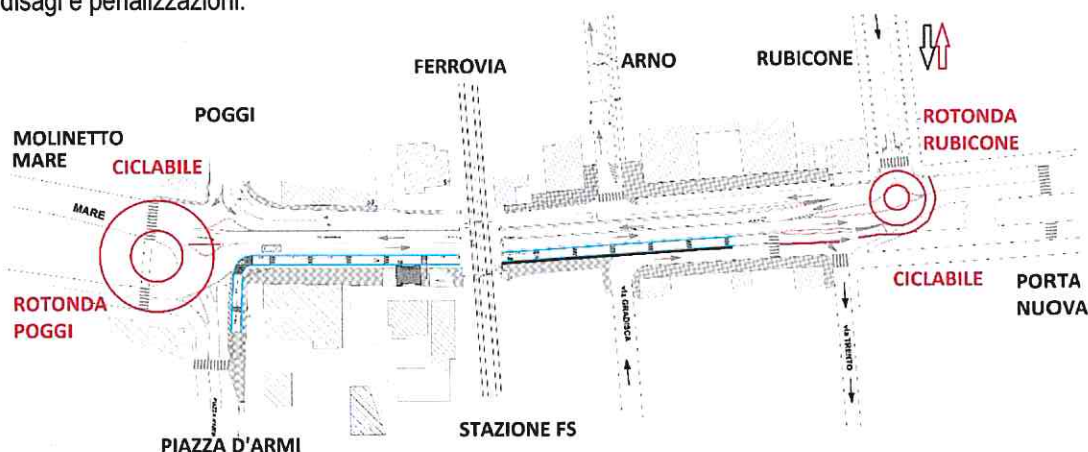 disagi e penalizzazioni.
FERROVIA
ARNO
RUBICONE
POGGI
ROTONDA
RUBICONE
MOLINETTO
MARE
CICLABILE
MARE
ROTONDA
POGGI
CICLABILE
PORTA
NUOVA
via GRADISCA
via TRENTO
STAZIONE FS
PIAZZA D'ARMI